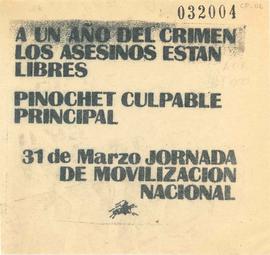 032004
A UN AÑO DEL CRIMEN
LOS ASESINOS ESTAN
LIBRES
PINOCHET CULPABLE
PRINCIPAL
31 de Marzo JORNADA
DE MOVILIZACION
NACIONAL